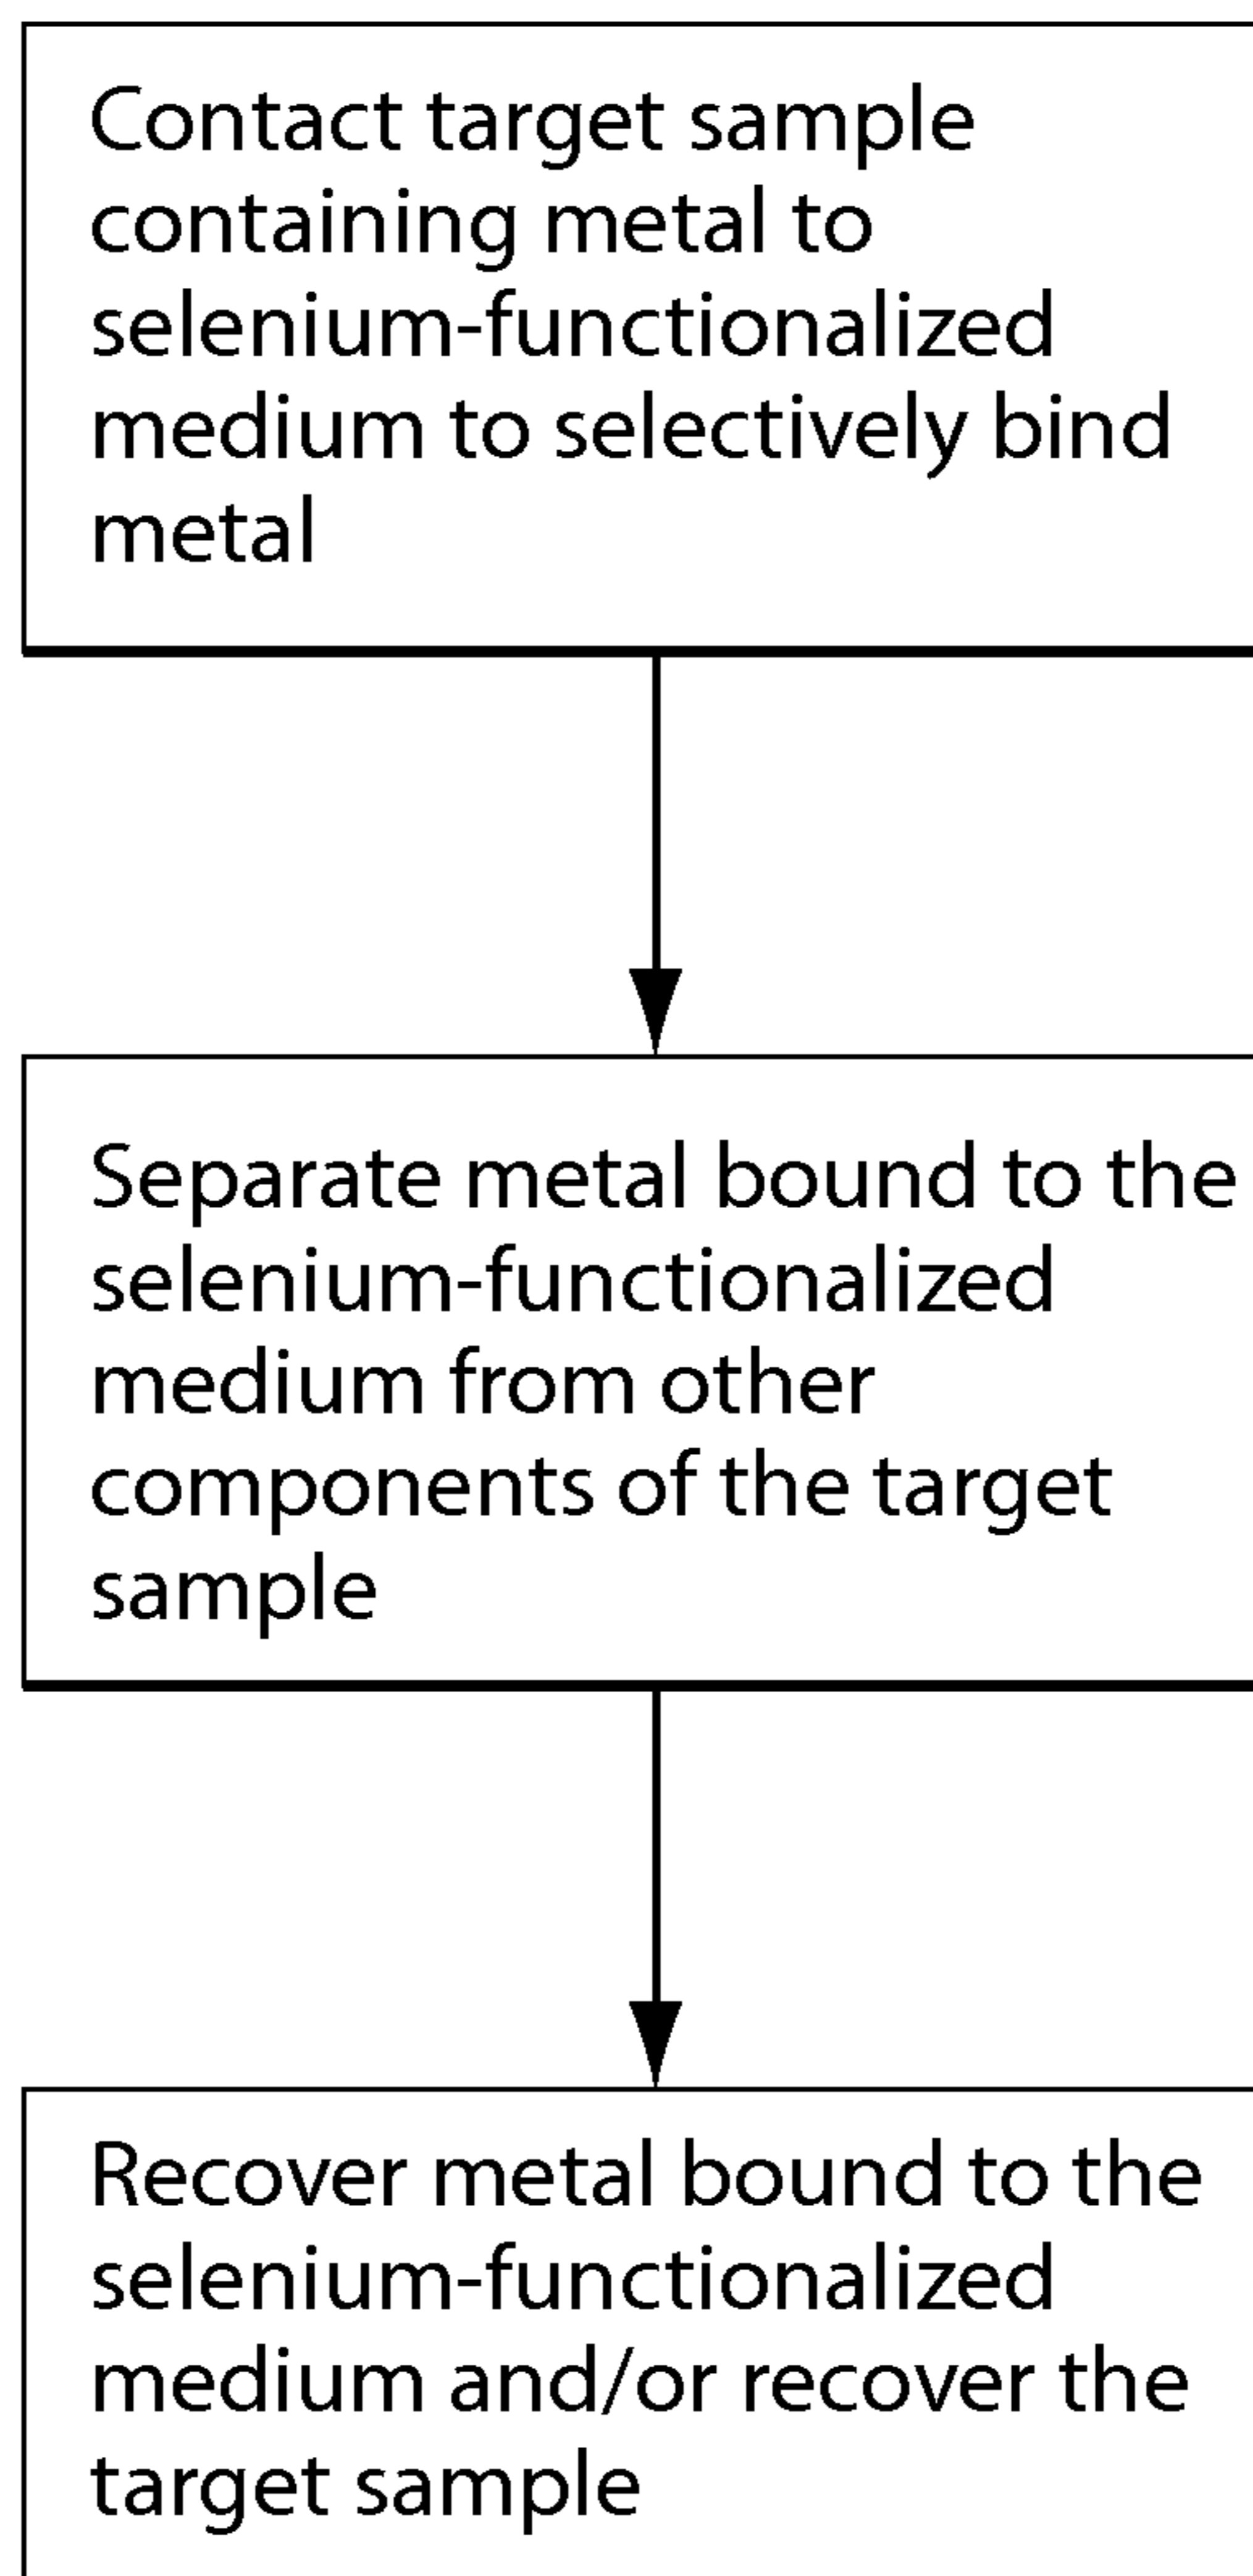 Contact target sample
containing metal to
selenium-functionalized
medium to selectively bind
metal
Separate metal bound to the
selenium-functionalized
medium from other
components of the target
sample
Recover metal bound to the
selenium-functionalized
medium and/or recover the
target sample